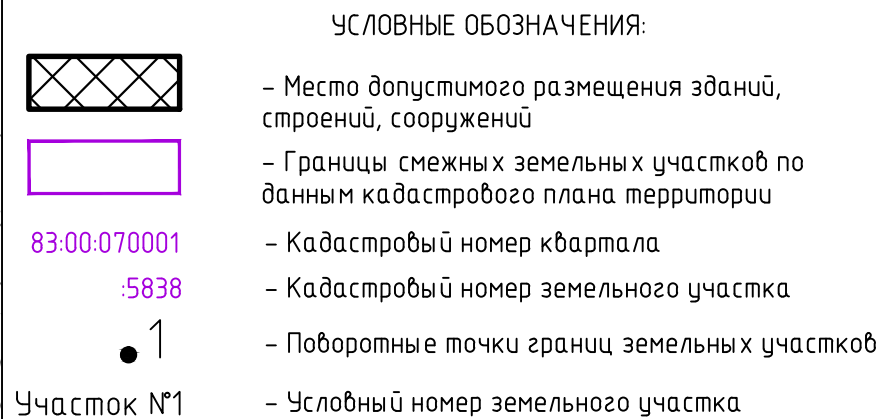 УСЛОВНЫЕ ОБОЗНАЧЕНИЯ:
- Место допустимого размещения зданий,
строений, сооружений
- Границы смежных земельных участков по
данным кадастрового плана территории
83:00:070001 - Кадастровый номер квартала
:5838 - Кадастровый номер земельного участка
1 - Поворотные точки границ земельных участков
Участок №1 - Условный номер земельного участка